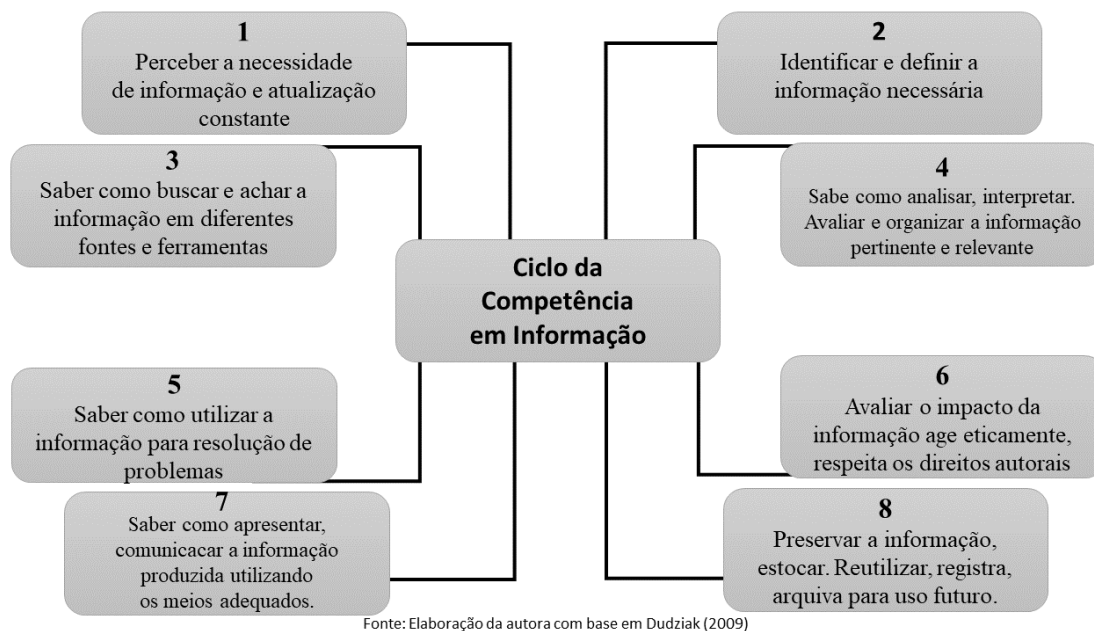 1
Perceber a necessidade
de informação e atualização
constante
2
Identificar e definir a
informação necessária
3
Saber como buscar e achar a
informação em diferentes
fontes e ferramentas
4
Sabe como analisar, interpretar.
Avaliar e organizar a informação
pertinente e relevante
Ciclo da
Competência
em Informação
5
Saber como utilizar a
informação para resolução de
problemas
6
Avaliar o impacto da
informação age eticamente,
respeita os direitos autorais
7
Saber como apresentar,
comunicacar a informação
produzida utilizando
os meios adequados.
8
Preservar a informação,
estocar. Reutilizar, registra,
arquiva para uso futuro.
Fonte: Elaboração da autora com base em Dudziak (2009)